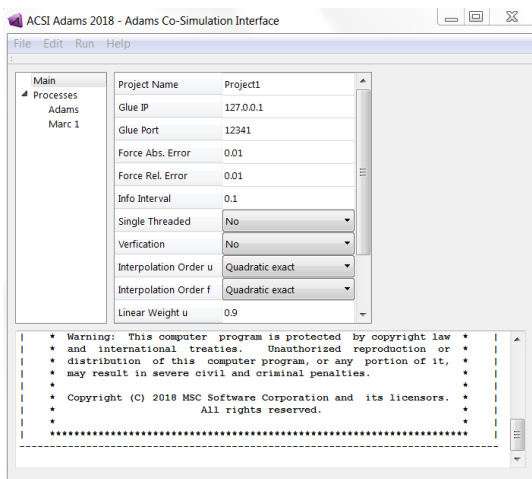 ACSI Adams 2018 - Adams Co-Simulation Interface
File Edit Run Help
Main
Processes
Adams
Marc 1
Project Name Project1
Glue IP 127.0.0.1
Glue Port 12341
Force Abs. Error 0.01
Force Rel. Error 0.01
Info Interval 0.1
Single Threaded No
Verfication No
Interpolation Order u Quadratic exact
Interpolation Order f Quadratic exact
Linear Weight u 0.9
| * Warning: This computer program is protected by copyright law * |
| * and international treaties. Unauthorized reproduction or * |
| * distribution of this computer program, or any portion of it, * |
| * may result in severe civil and criminal penalties. * |
| * * |
| * Copyright (C) 2018 MSC Software Corporation and its licensors. * |
| * All rights reserved. * |
| * * |
| ******************************************************************** |
------------------------------------------------------------------------------